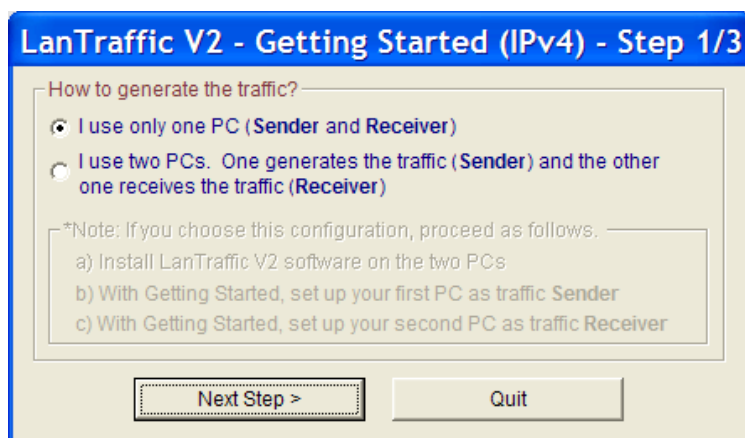 LanTraffic V2 - Getting Started (IPv4) - Step 1/3
How to generate the traffic?
I use only one PC (Sender and Receiver)
I use two PCs. One generates the traffic (Sender) and the other
one receives the traffic (Receiver)
*Note: If you choose this configuration, proceed as follows.
a) Install LanTraffic V2 software on the two PCs
b) With Getting Started, set up your first PC as traffic Sender
c) With Getting Started, set up your second PC as traffic Receiver
Next Step >
Quit